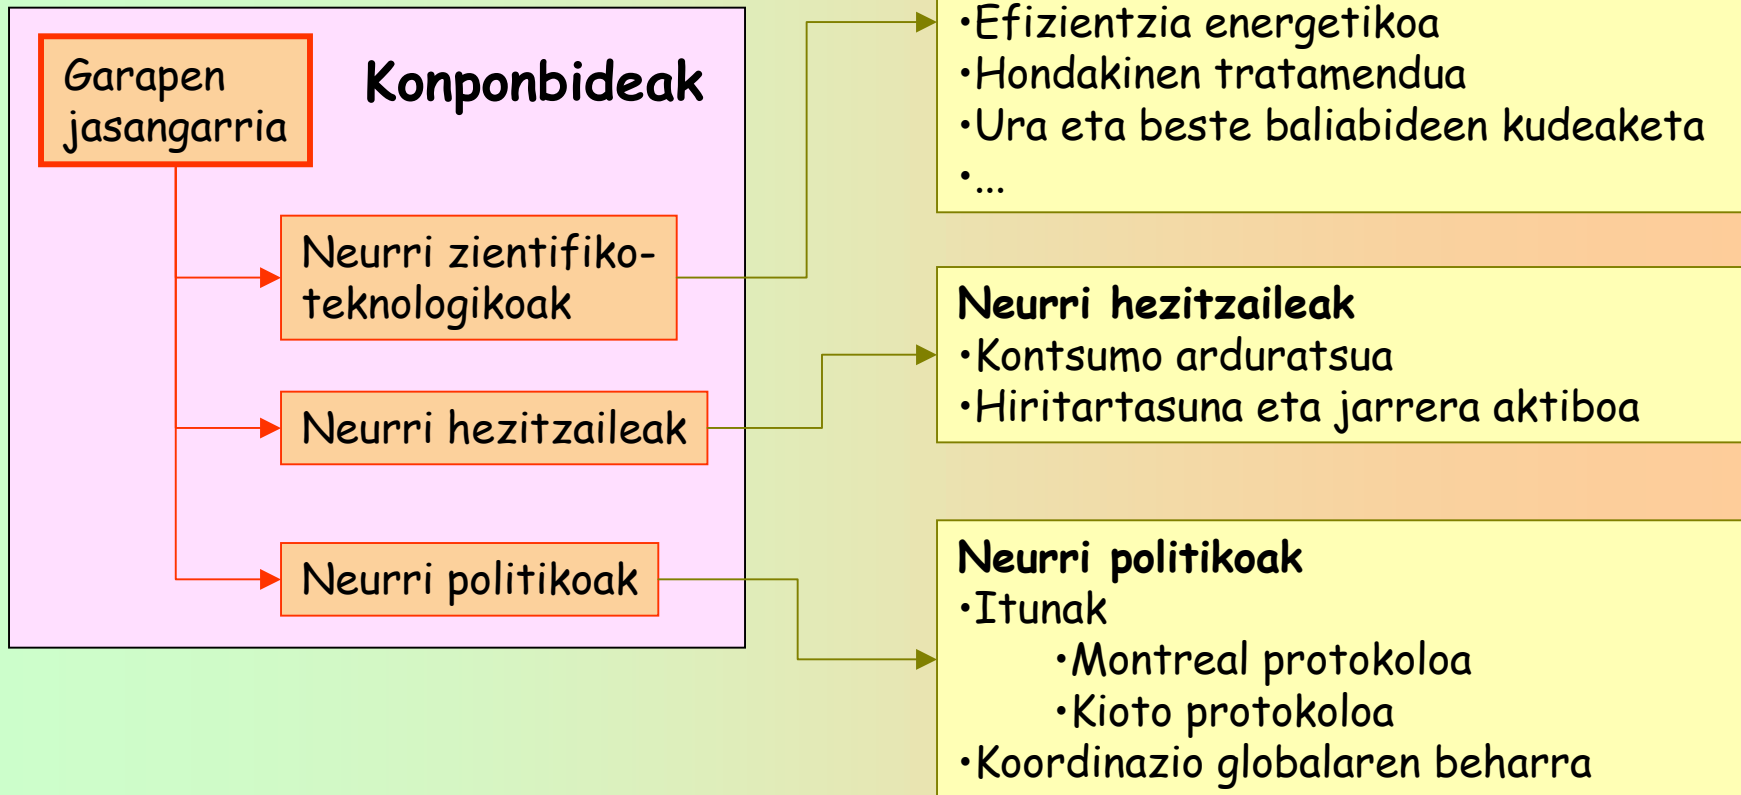 Konponbideak
Garapen
jasangarria
Neurri zientifiko-
teknologikoak
Neurri hezitzaileak
Neurri politikoak
•Efizientzia energetikoa
•Hondakinen tratamendua
•Ura eta beste baliabideen kudeaketa
•...
Neurri hezitzaileak
•Kontsumo arduratsua
•Hiritartasuna eta jarrera aktiboa
Neurri politikoak
•Itunak
•Montreal protokoloa
•Kioto protokoloa
•Koordinazio globalaren beharra